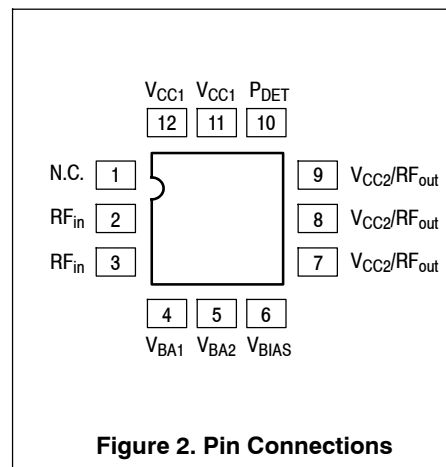 VCC1 VCC1 PDET
12 11 10
N.C. 1 9 VCC2/RFout
RFin 2 8 VCC2/RFout
RFin 3 7 VCC2/RFout
4 5 6
VBA1 VBA2 VBIAS
Figure 2. Pin Connections